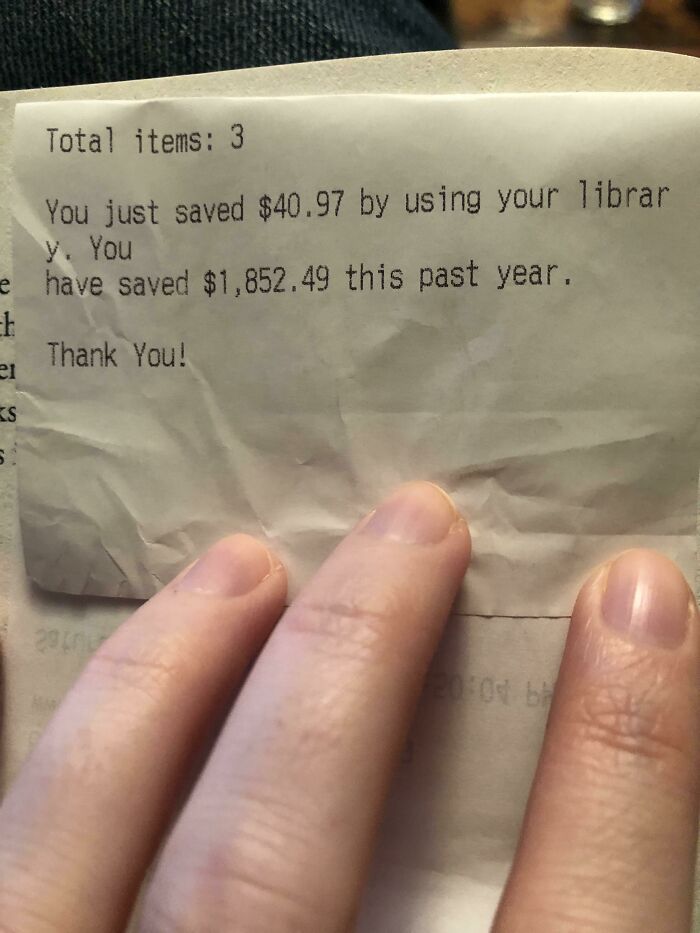 Total items: 3
You just saved $40.97 by using your librar
y. You
have saved $1,852.49 this past year.
Thank You!